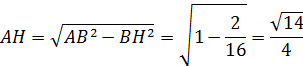 AH = √(AB² − BH²) = √(1 − 2/16) = √14/4